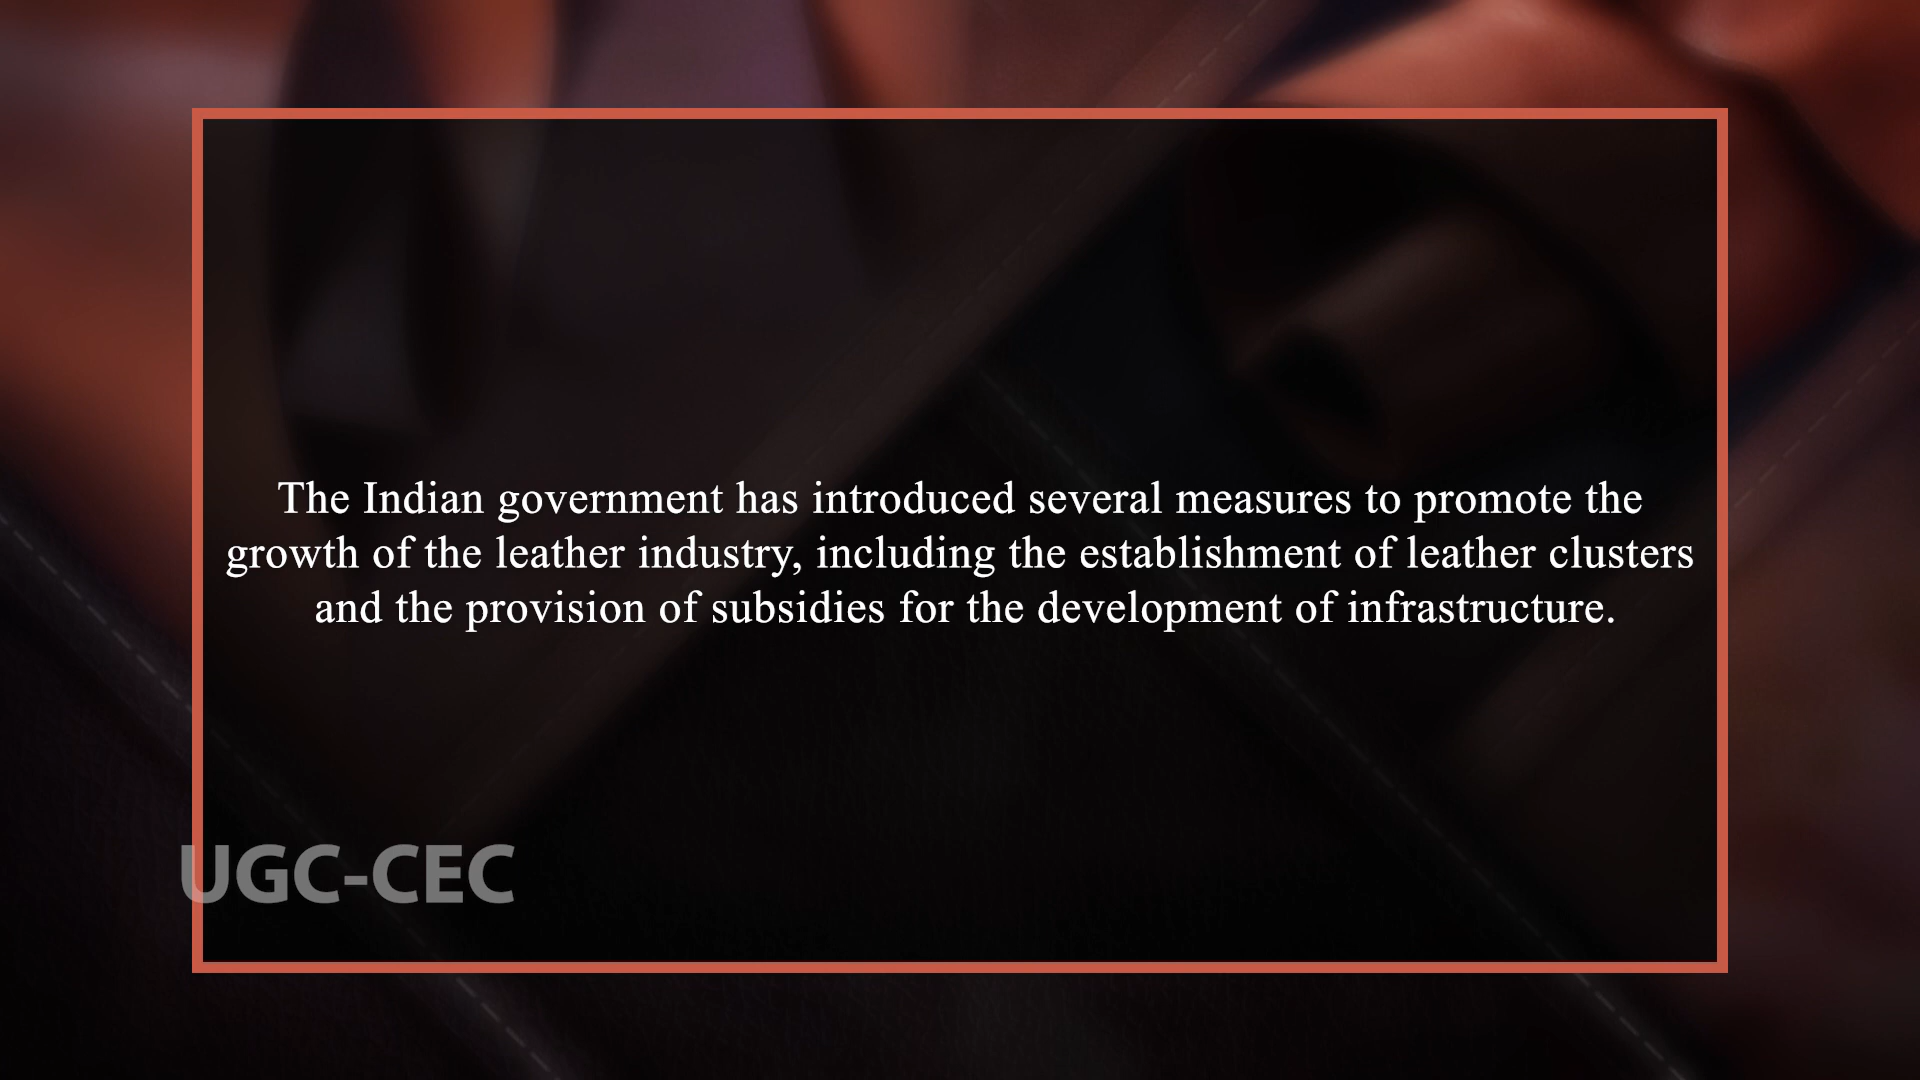 The Indian government has introduced several measures to promote the
growth of the leather industry, including the establishment of leather clusters
and the provision of subsidies for the development of infrastructure.
UGC-CEC